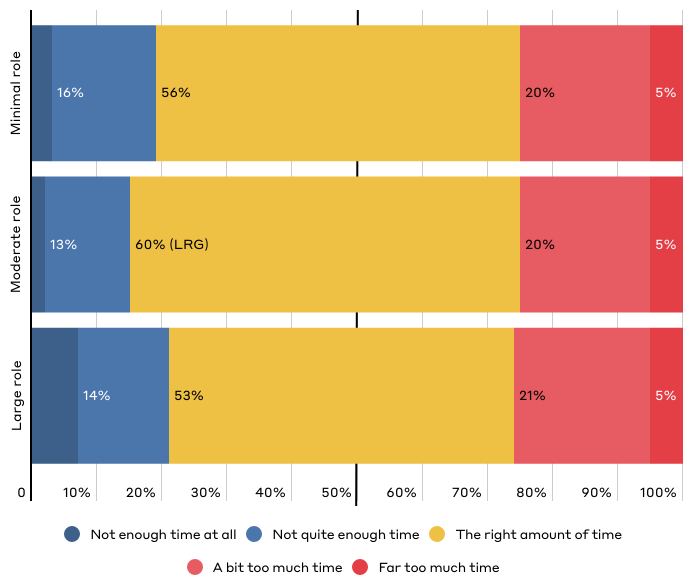 Minimal role
16%
56%
20%
5%
Moderate role
13%
60% (LRG)
20%
5%
Large role
14%
53%
21%
5%
0 10% 20% 30% 40% 50% 60% 70% 80% 90% 100%
Not enough time at all Not quite enough time The right amount of time
A bit too much time Far too much time